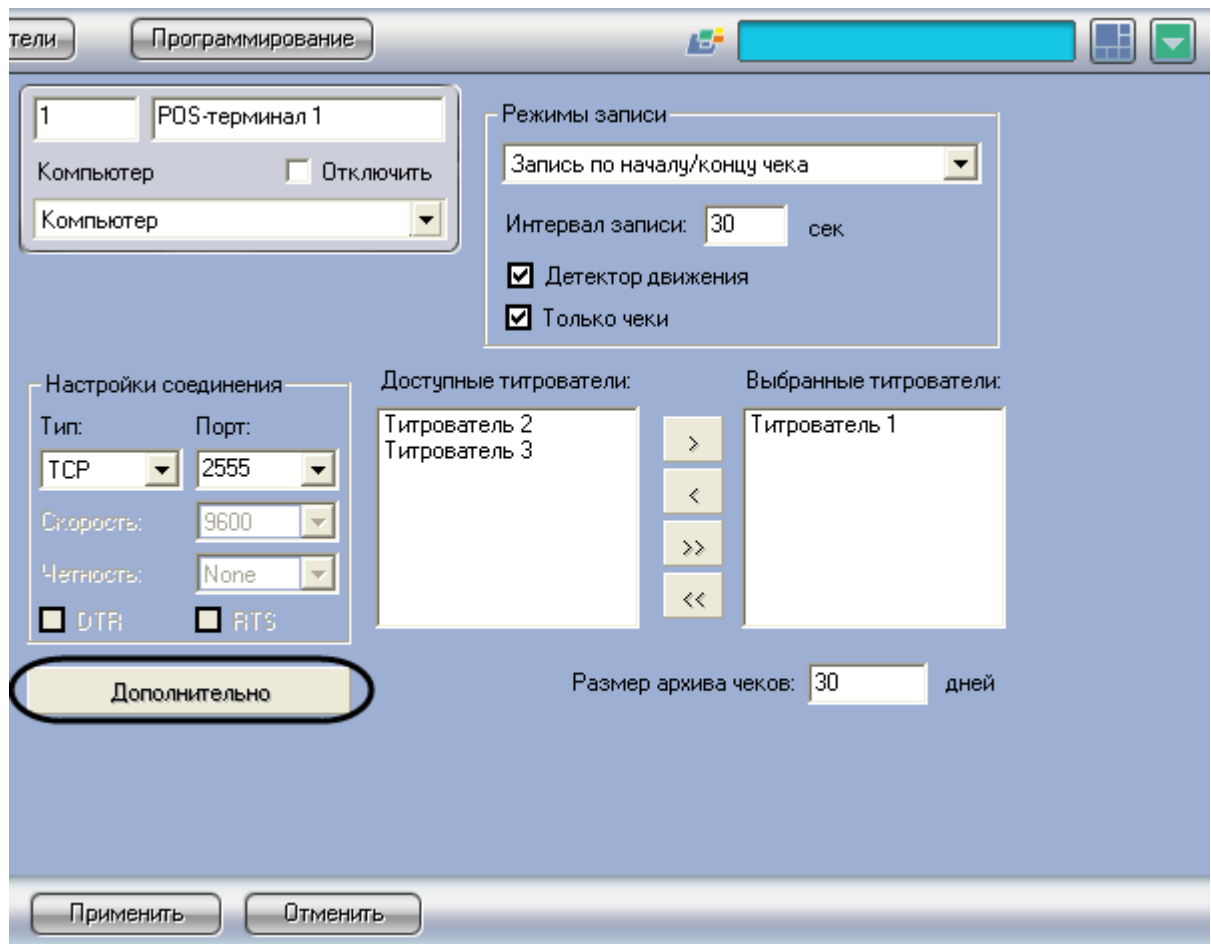 тели Программирование
1 POS-терминал 1
Компьютер Отключить
Компьютер
Режимы записи
Запись по началу/концу чека
Интервал записи: 30 сек
Детектор движения
Только чеки
Настройки соединения
Тип: Порт:
TCP 2555
Скорость: 9600
Четность: None
DTR RTS
Доступные титрователи:
Титрователь 2
Титрователь 3
>
<
>>
<<
Выбранные титрователи:
Титрователь 1
Дополнительно
Размер архива чеков: 30 дней
Применить Отменить